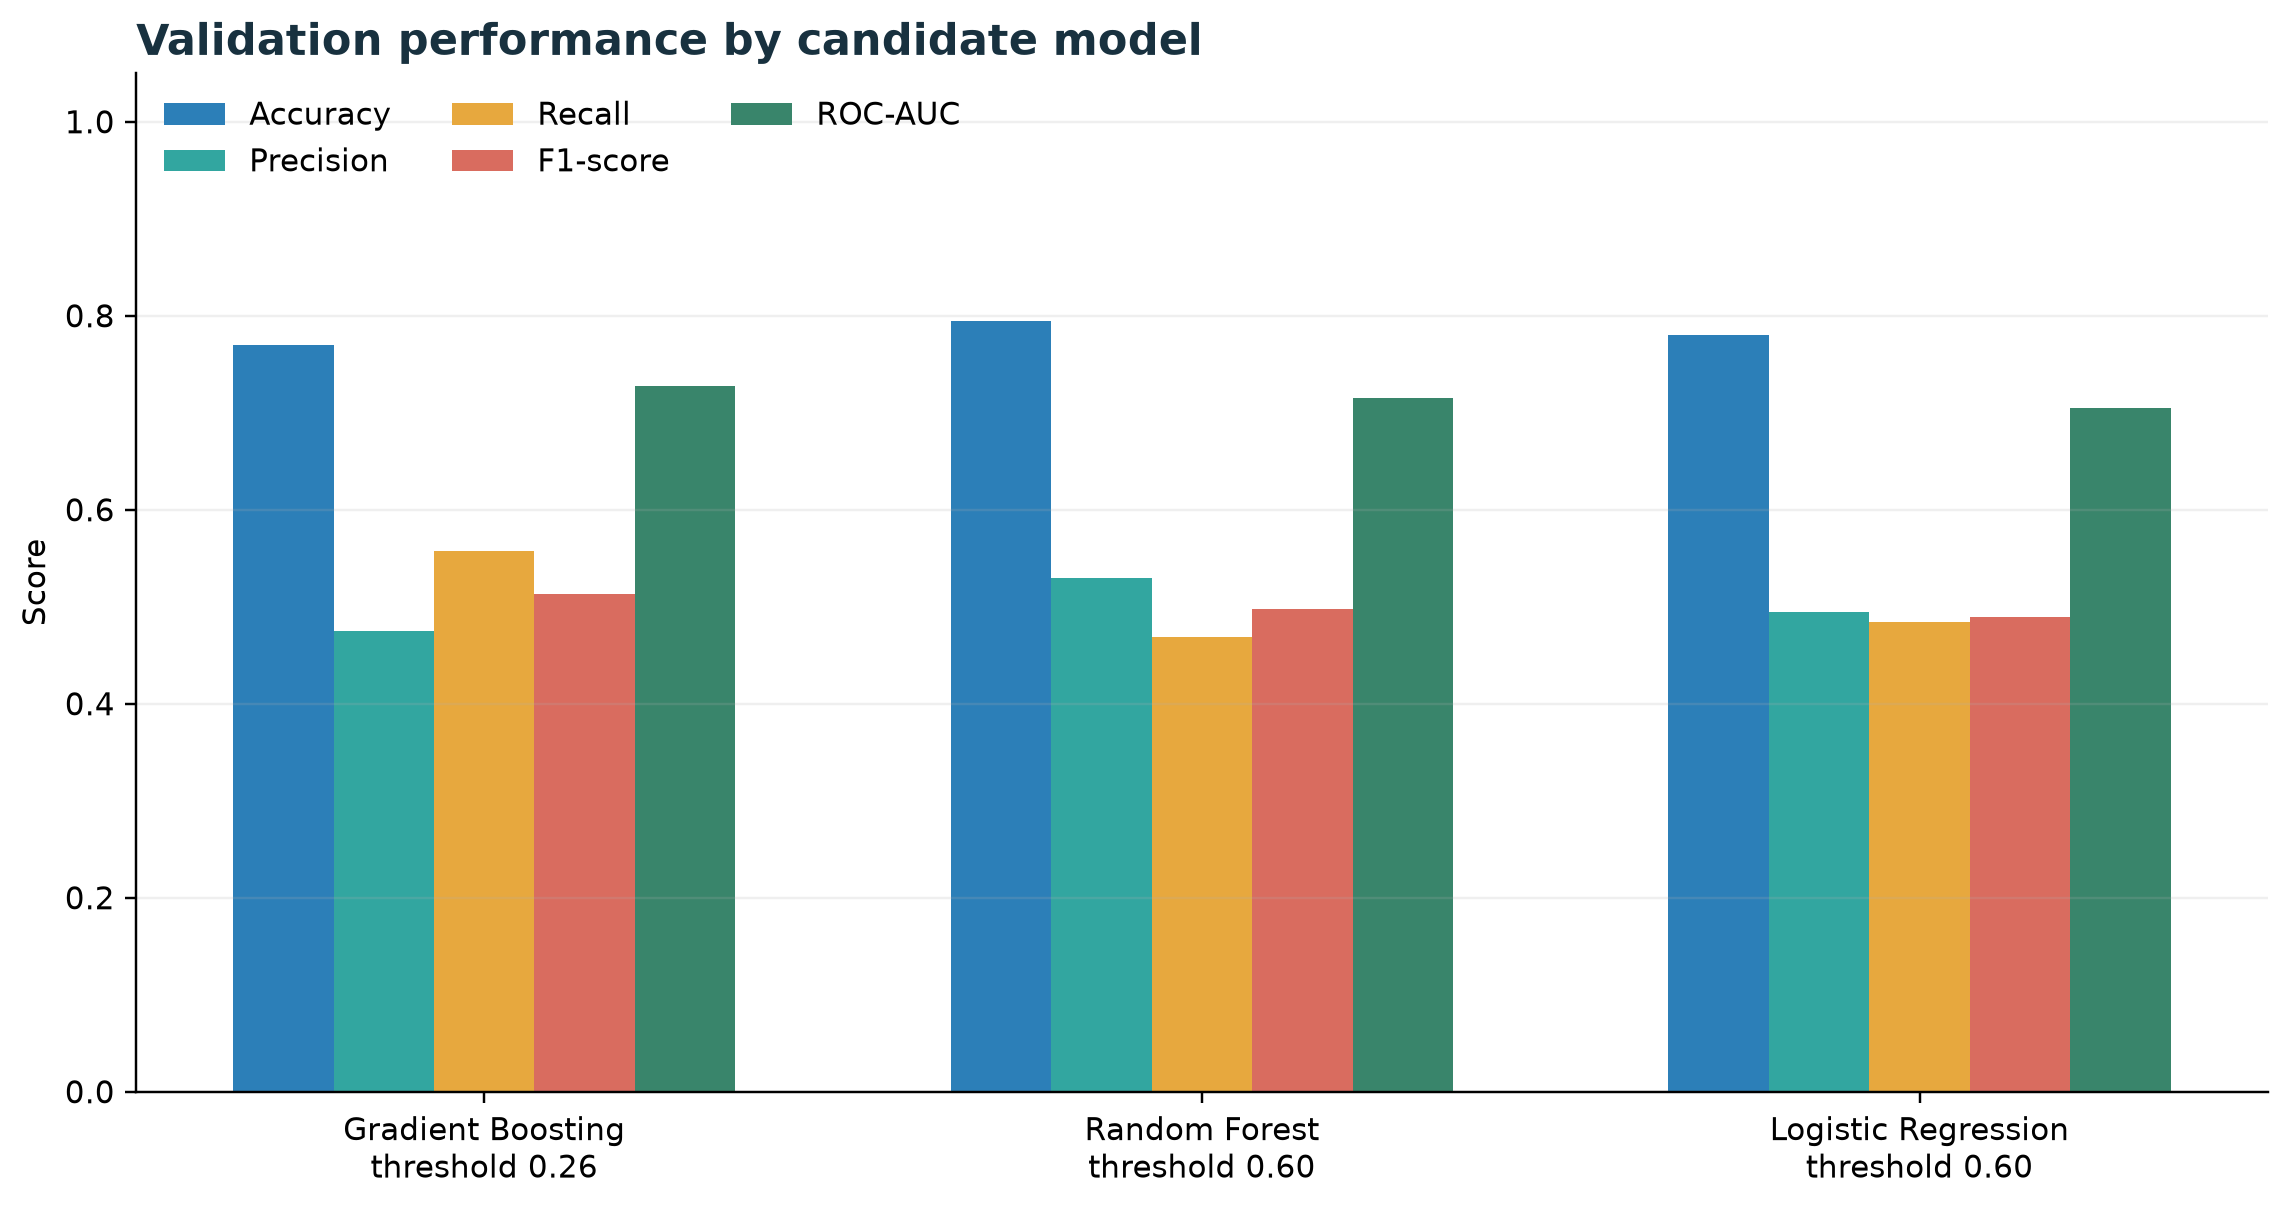 Validation performance by candidate model
Accuracy
Precision
Recall
F1-score
ROC-AUC
1.0
0.8
0.6
0.4
0.2
0.0
Score
Gradient Boosting
threshold 0.26
Random Forest
threshold 0.60
Logistic Regression
threshold 0.60